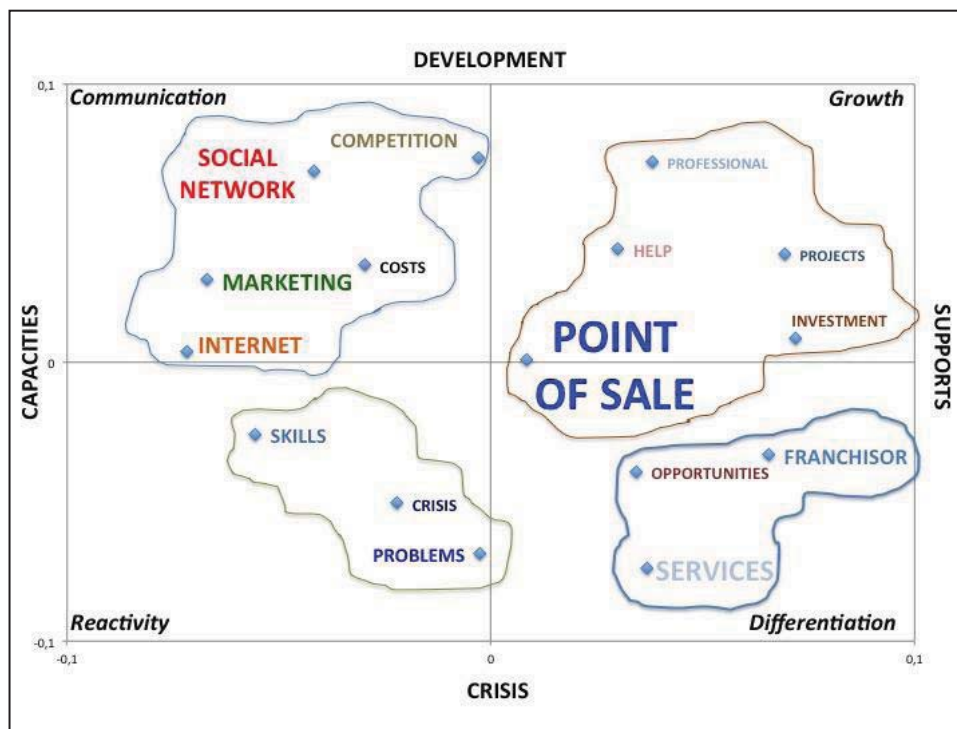 DEVELOPMENT
0,1
Communication
Growth
COMPETITION
SOCIAL
NETWORK
PROFESSIONAL
HELP
PROJECTS
COSTS
MARKETING
INVESTMENT
INTERNET
POINT
OF SALE
CAPACITIES
0
SUPPORTS
SKILLS
FRANCHISOR
OPPORTUNITIES
CRISIS
PROBLEMS
SERVICES
Reactivity
Differentiation
-0,1
-0,1
0
0,1
CRISIS